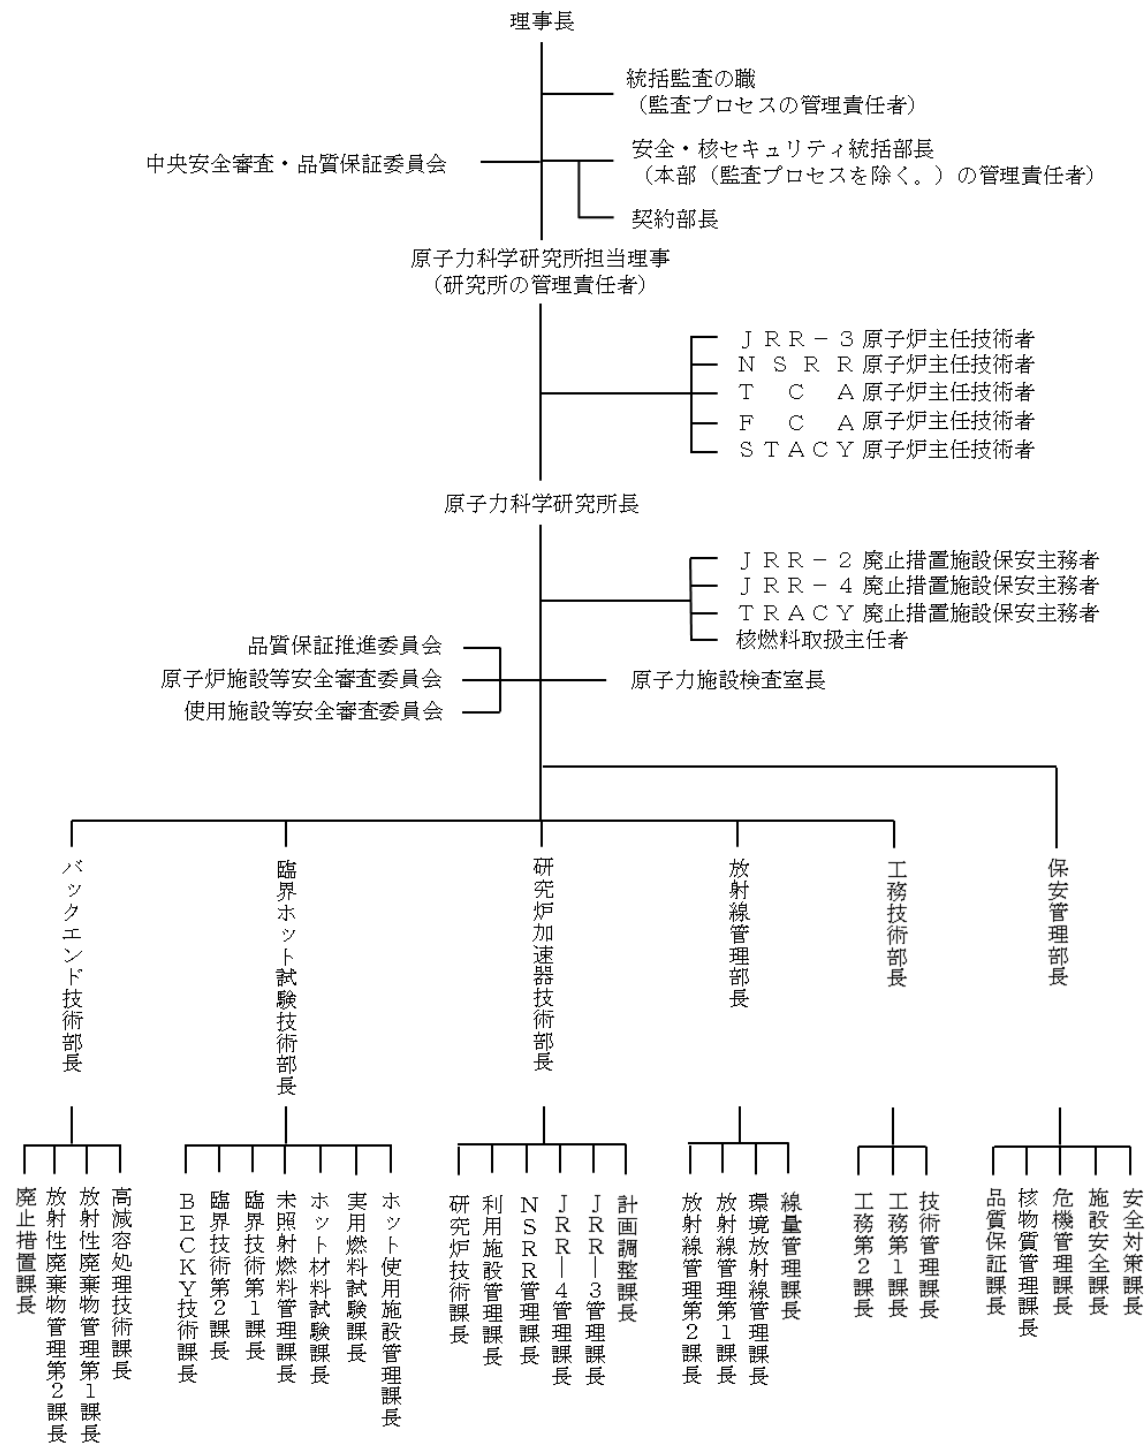 理事長
統括監査の職
（監査プロセスの管理責任者）
中央安全審査・品質保証委員会
安全・核セキュリティ統括部長
（本部（監査プロセスを除く。）の管理責任者）
契約部長
原子力科学研究所担当理事
（研究所の管理責任者）
ＪＲＲ－３原子炉主任技術者
ＮＳＲＲ原子炉主任技術者
ＴＣＡ原子炉主任技術者
ＦＣＡ原子炉主任技術者
ＳＴＡＣＹ原子炉主任技術者
原子力科学研究所長
ＪＲＲ－２廃止措置施設保安主務者
ＪＲＲ－４廃止措置施設保安主務者
ＴＲＡＣＹ廃止措置施設保安主務者
核燃料取扱主任者
品質保証推進委員会
原子炉施設等安全審査委員会
使用施設等安全審査委員会
原子力施設検査室長
バックエンド技術部長
臨界ホット試験技術部長
研究炉加速器技術部長
放射線管理部長
工務技術部長
保安管理部長
廃止措置課長
放射性廃棄物管理第２課長
放射性廃棄物管理第１課長
高減容処理技術課長
ＢＥＣＫＹ技術課長
臨界技術第２課長
臨界技術第１課長
未照射燃料管理課長
ホット材料試験課長
実用燃料試験課長
ホット使用施設管理課長
研究炉技術課長
利用施設管理課長
ＮＳＲＲ管理課長
ＪＲＲ－４管理課長
ＪＲＲ－３管理課長
計画調整課長
放射線管理第２課長
放射線管理第１課長
環境放射線管理課長
線量管理課長
工務第２課長
工務第１課長
技術管理課長
品質保証課長
核物質管理課長
危機管理課長
施設安全課長
安全対策課長